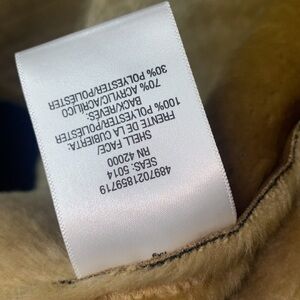 4897021859719
SEAS: 5014
RN 42000
SHELL FACE/
FRENTE DE LA CUBIERTA:
100% POLYESTER/POLIESTER
BACK/REVES:
70% ACRYLIC/ACRILICO
30% POLYESTER/POLIESTER